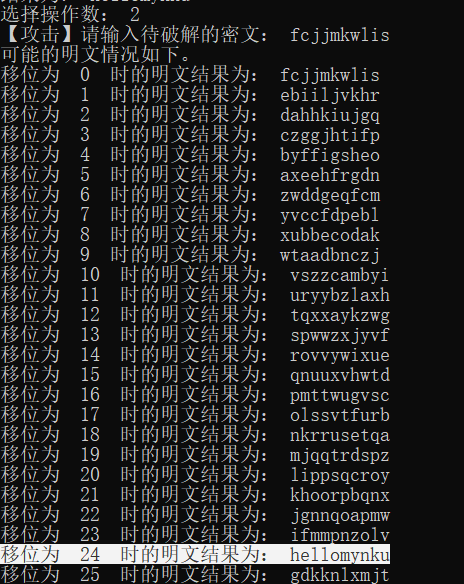 选择操作数： 2
【攻击】请输入待破解的密文： fcjjmkwlis
可能的明文情况如下。
移位为 0 时的明文结果为： fcjjmkwlis
移位为 1 时的明文结果为： ebiiljvkhr
移位为 2 时的明文结果为： dahhkiujgq
移位为 3 时的明文结果为： czggjhtifp
移位为 4 时的明文结果为： byffigsheo
移位为 5 时的明文结果为： axeehfrgdn
移位为 6 时的明文结果为： zwddgeqfcm
移位为 7 时的明文结果为： yvccfdpebl
移位为 8 时的明文结果为： xubbecodak
移位为 9 时的明文结果为： wtaadbnczj
移位为 10 时的明文结果为： vszzcambyi
移位为 11 时的明文结果为： uryybzlaxh
移位为 12 时的明文结果为： tqxxaykzwg
移位为 13 时的明文结果为： spwwzxjyvf
移位为 14 时的明文结果为： rovvywixue
移位为 15 时的明文结果为： qnuuxvhwtd
移位为 16 时的明文结果为： pmttwugvsc
移位为 17 时的明文结果为： olssvtfurb
移位为 18 时的明文结果为： nkrrusetqa
移位为 19 时的明文结果为： mjqqtrdspz
移位为 20 时的明文结果为： lippsqcroy
移位为 21 时的明文结果为： khoorpbqnx
移位为 22 时的明文结果为： jgnnqoapmw
移位为 23 时的明文结果为： ifmmpnzolv
移位为 24 时的明文结果为： hellomynku
移位为 25 时的明文结果为： gdkknlxmjt